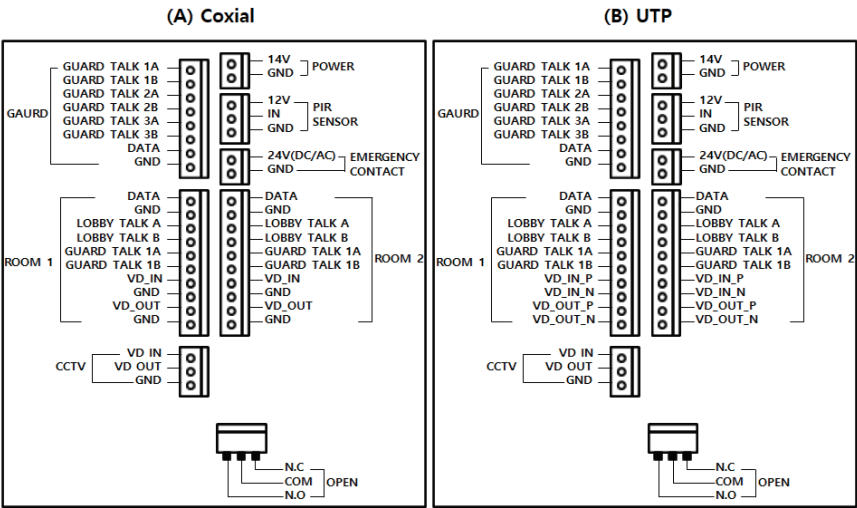 (A) Coxial
GUARD TALK 1A
GUARD TALK 1B
GUARD TALK 2A
GUARD TALK 2B
GUARD TALK 3A
GUARD TALK 3B
DATA
GND
GAURD
14V
GND
POWER
12V
IN
GND
PIR
SENSOR
24V(DC/AC)
GND
EMERGENCY
CONTACT
ROOM 1
DATA
GND
LOBBY TALK A
LOBBY TALK B
GUARD TALK 1A
GUARD TALK 1B
VD_IN
GND
VD_OUT
GND
DATA
GND
LOBBY TALK A
LOBBY TALK B
GUARD TALK 1A
GUARD TALK 1B
VD_IN
GND
VD_OUT
GND
ROOM 2
CCTV
VD IN
VD OUT
GND
N.C
COM
N.O
OPEN
(B) UTP
GUARD TALK 1A
GUARD TALK 1B
GUARD TALK 2A
GUARD TALK 2B
GUARD TALK 3A
GUARD TALK 3B
DATA
GND
GAURD
14V
GND
POWER
12V
IN
GND
PIR
SENSOR
24V(DC/AC)
GND
EMERGENCY
CONTACT
ROOM 1
DATA
GND
LOBBY TALK A
LOBBY TALK B
GUARD TALK 1A
GUARD TALK 1B
VD_IN_P
VD_IN_N
VD_OUT_P
VD_OUT_N
DATA
GND
LOBBY TALK A
LOBBY TALK B
GUARD TALK 1A
GUARD TALK 1B
VD_IN_P
VD_IN_N
VD_OUT_P
VD_OUT_N
ROOM 2
CCTV
VD IN
VD OUT
GND
N.C
COM
N.O
OPEN